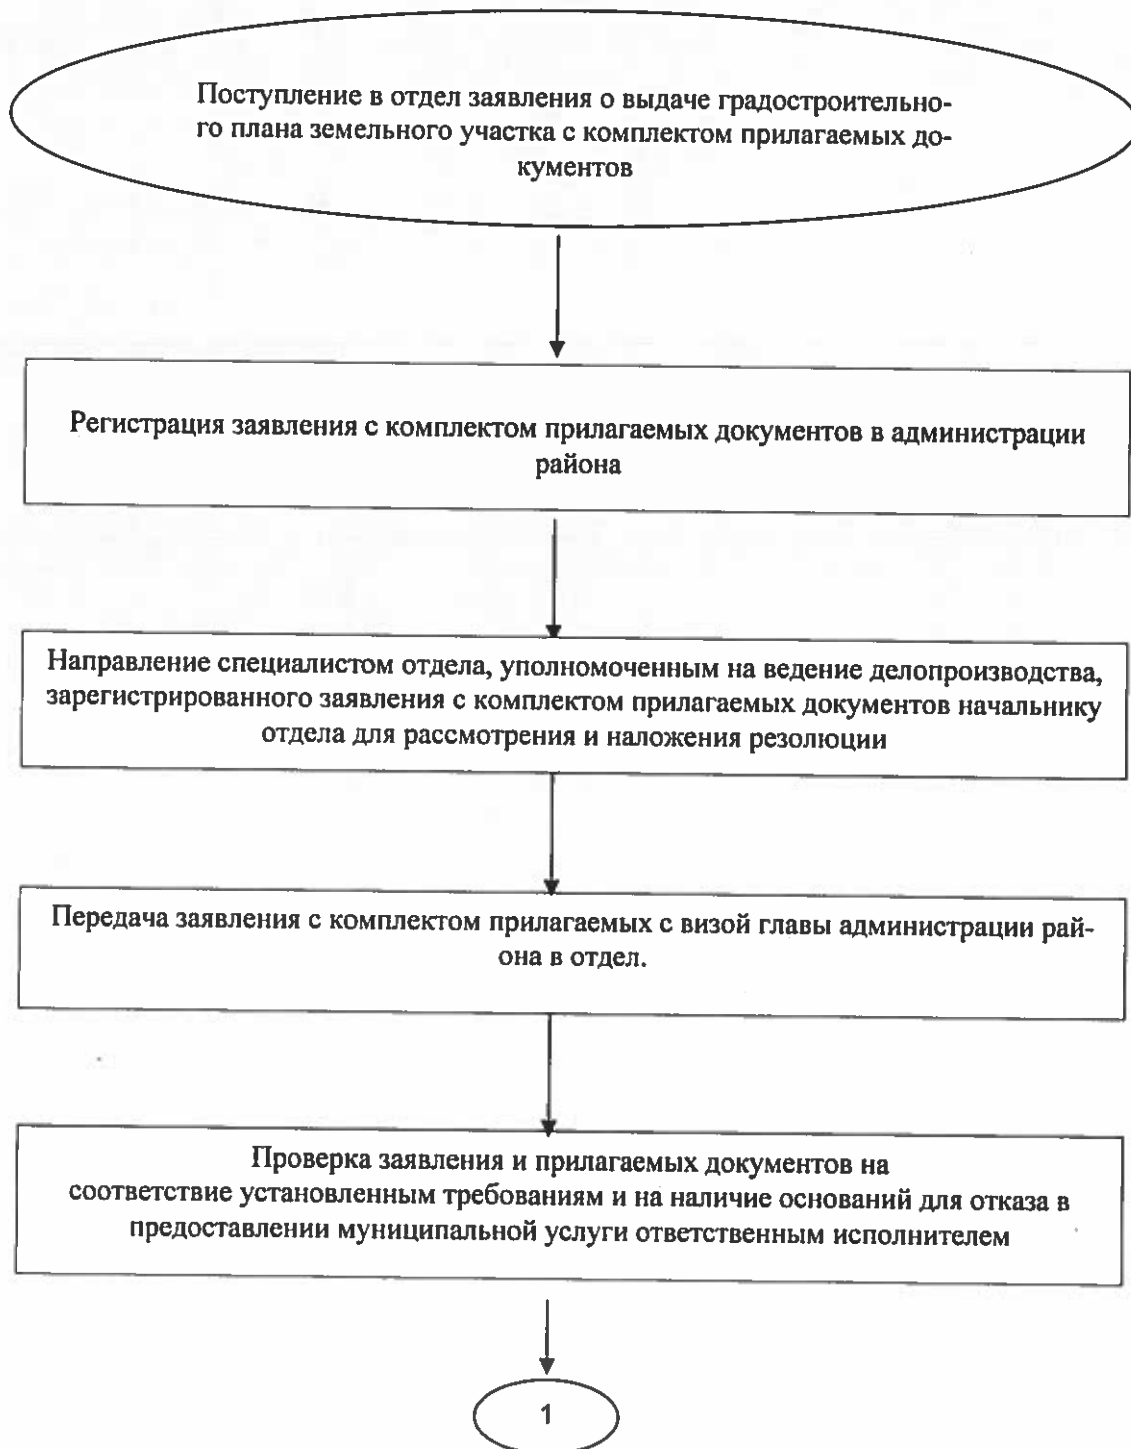 Поступление в отдел заявления о выдаче градостроительно-
го плана земельного участка с комплектом прилагаемых до-
кументов
Регистрация заявления с комплектом прилагаемых документов в администрации
района
Направление специалистом отдела, уполномоченным на ведение делопроизводства,
зарегистрированного заявления с комплектом прилагаемых документов начальнику
отдела для рассмотрения и наложения резолюции
Передача заявления с комплектом прилагаемых с визой главы администрации рай-
она в отдел.
Проверка заявления и прилагаемых документов на
соответствие установленным требованиям и на наличие оснований для отказа в
предоставлении муниципальной услуги ответственным исполнителем
1